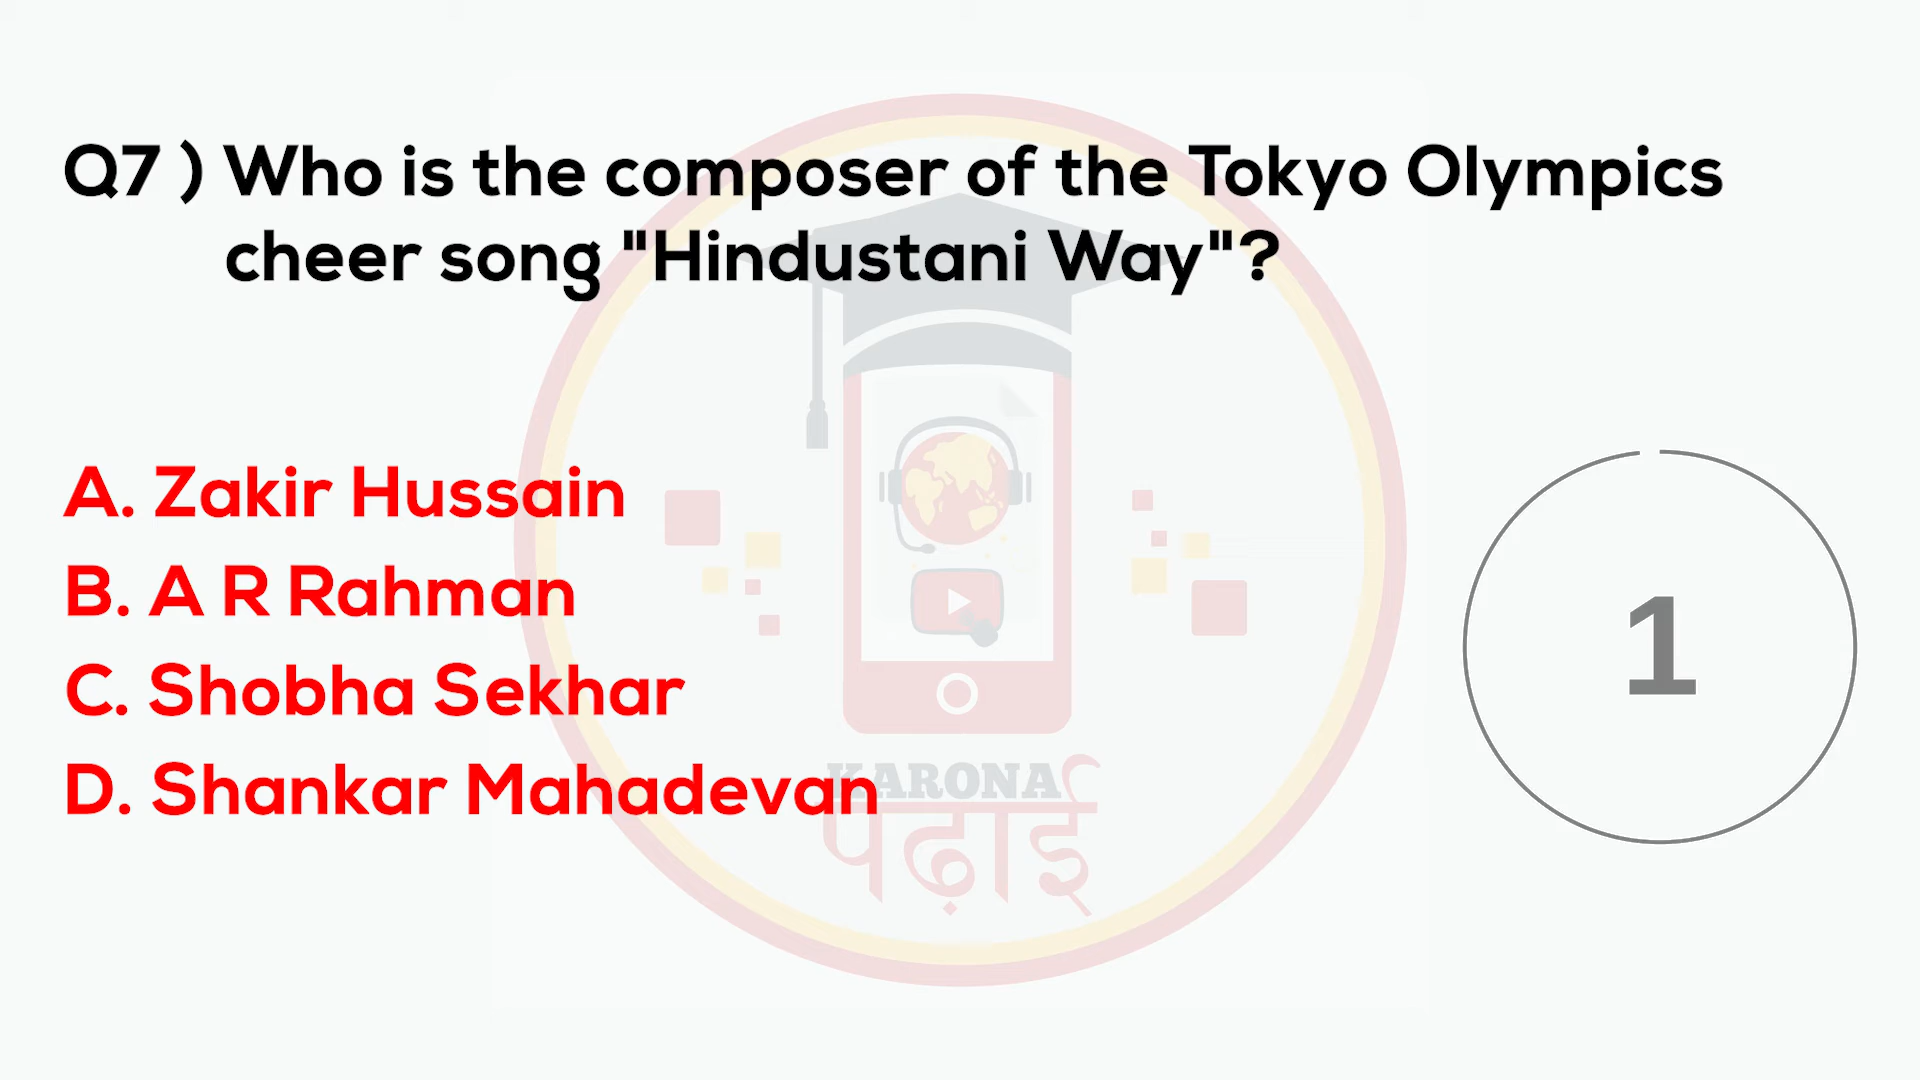 Q7 ) Who is the composer of the Tokyo Olympics
cheer song "Hindustani Way"?
A. Zakir Hussain
B. A R Rahman
C. Shobha Sekhar
D. Shankar Mahadevan
1
KARONA
पढ़ाई